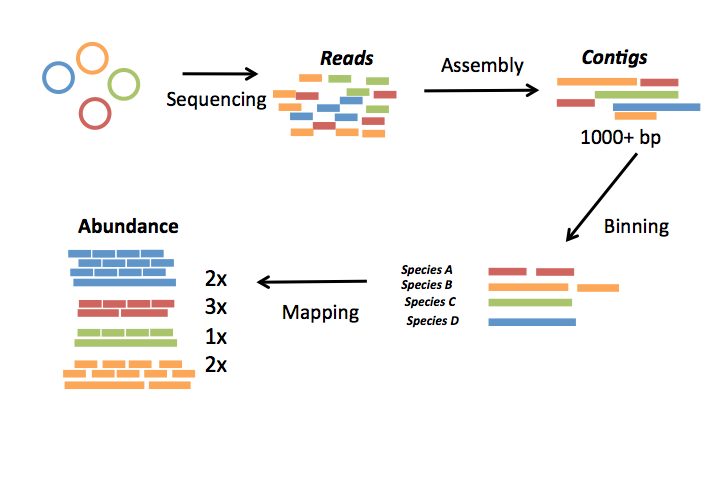 Reads
Sequencing
Assembly
Contigs
1000+ bp
Binning
Species A
Species B
Species C
Species D
Mapping
Abundance
2x
3x
1x
2x